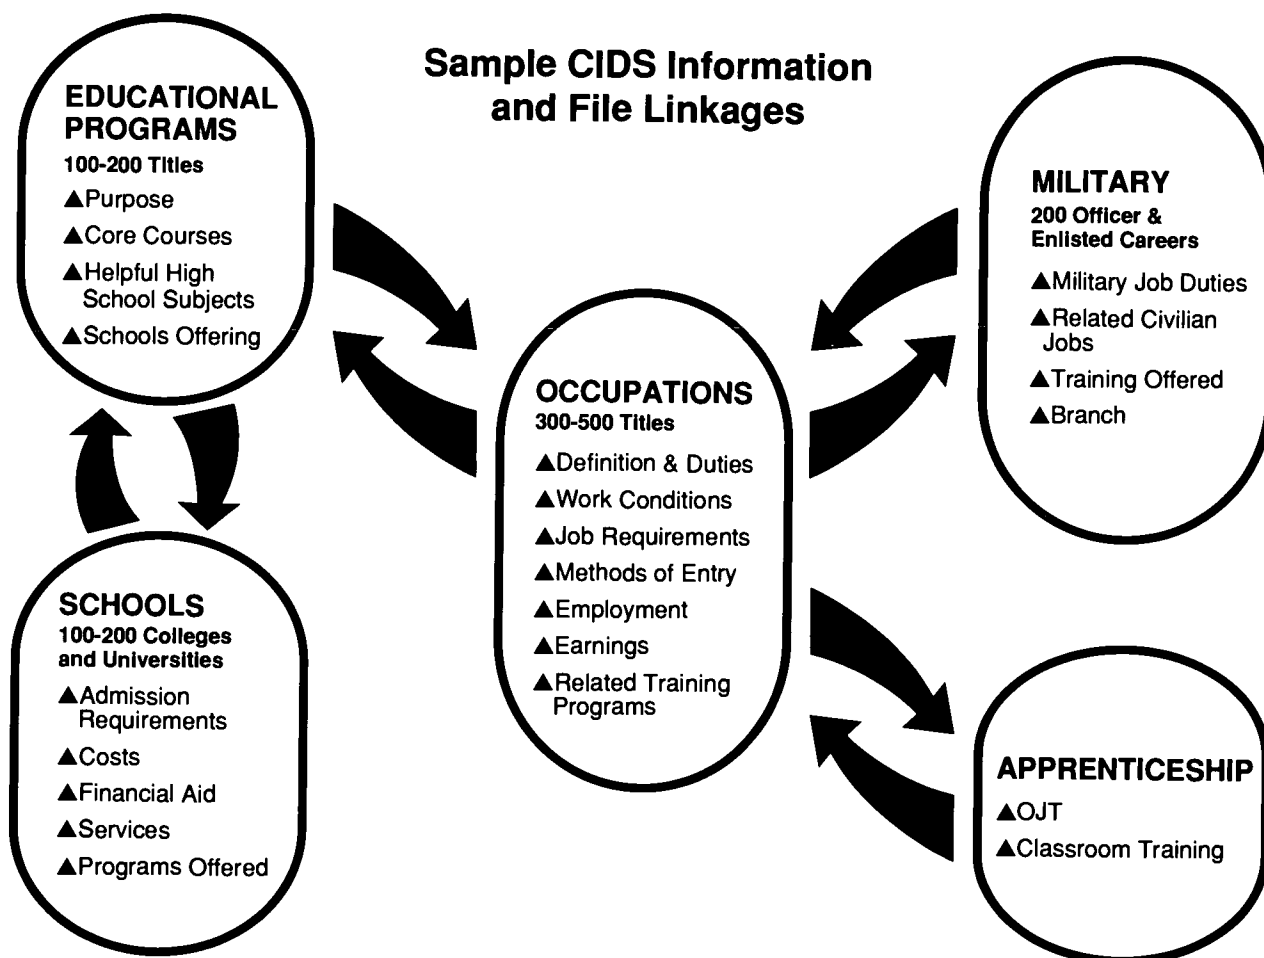 Sample CIDS Information
and File Linkages
EDUCATIONAL
PROGRAMS
100-200 Titles
▲Purpose
▲Core Courses
▲Helpful High
School Subjects
▲Schools Offering
SCHOOLS
100-200 Colleges
and Universities
▲Admission
Requirements
▲Costs
▲Financial Aid
▲Services
▲Programs Offered
OCCUPATIONS
300-500 Titles
▲Definition & Duties
▲Work Conditions
▲Job Requirements
▲Methods of Entry
▲Employment
▲Earnings
▲Related Training
Programs
MILITARY
200 Officer &
Enlisted Careers
▲Military Job Duties
▲Related Civilian
Jobs
▲Training Offered
▲Branch
APPRENTICESHIP
▲OJT
▲Classroom Training